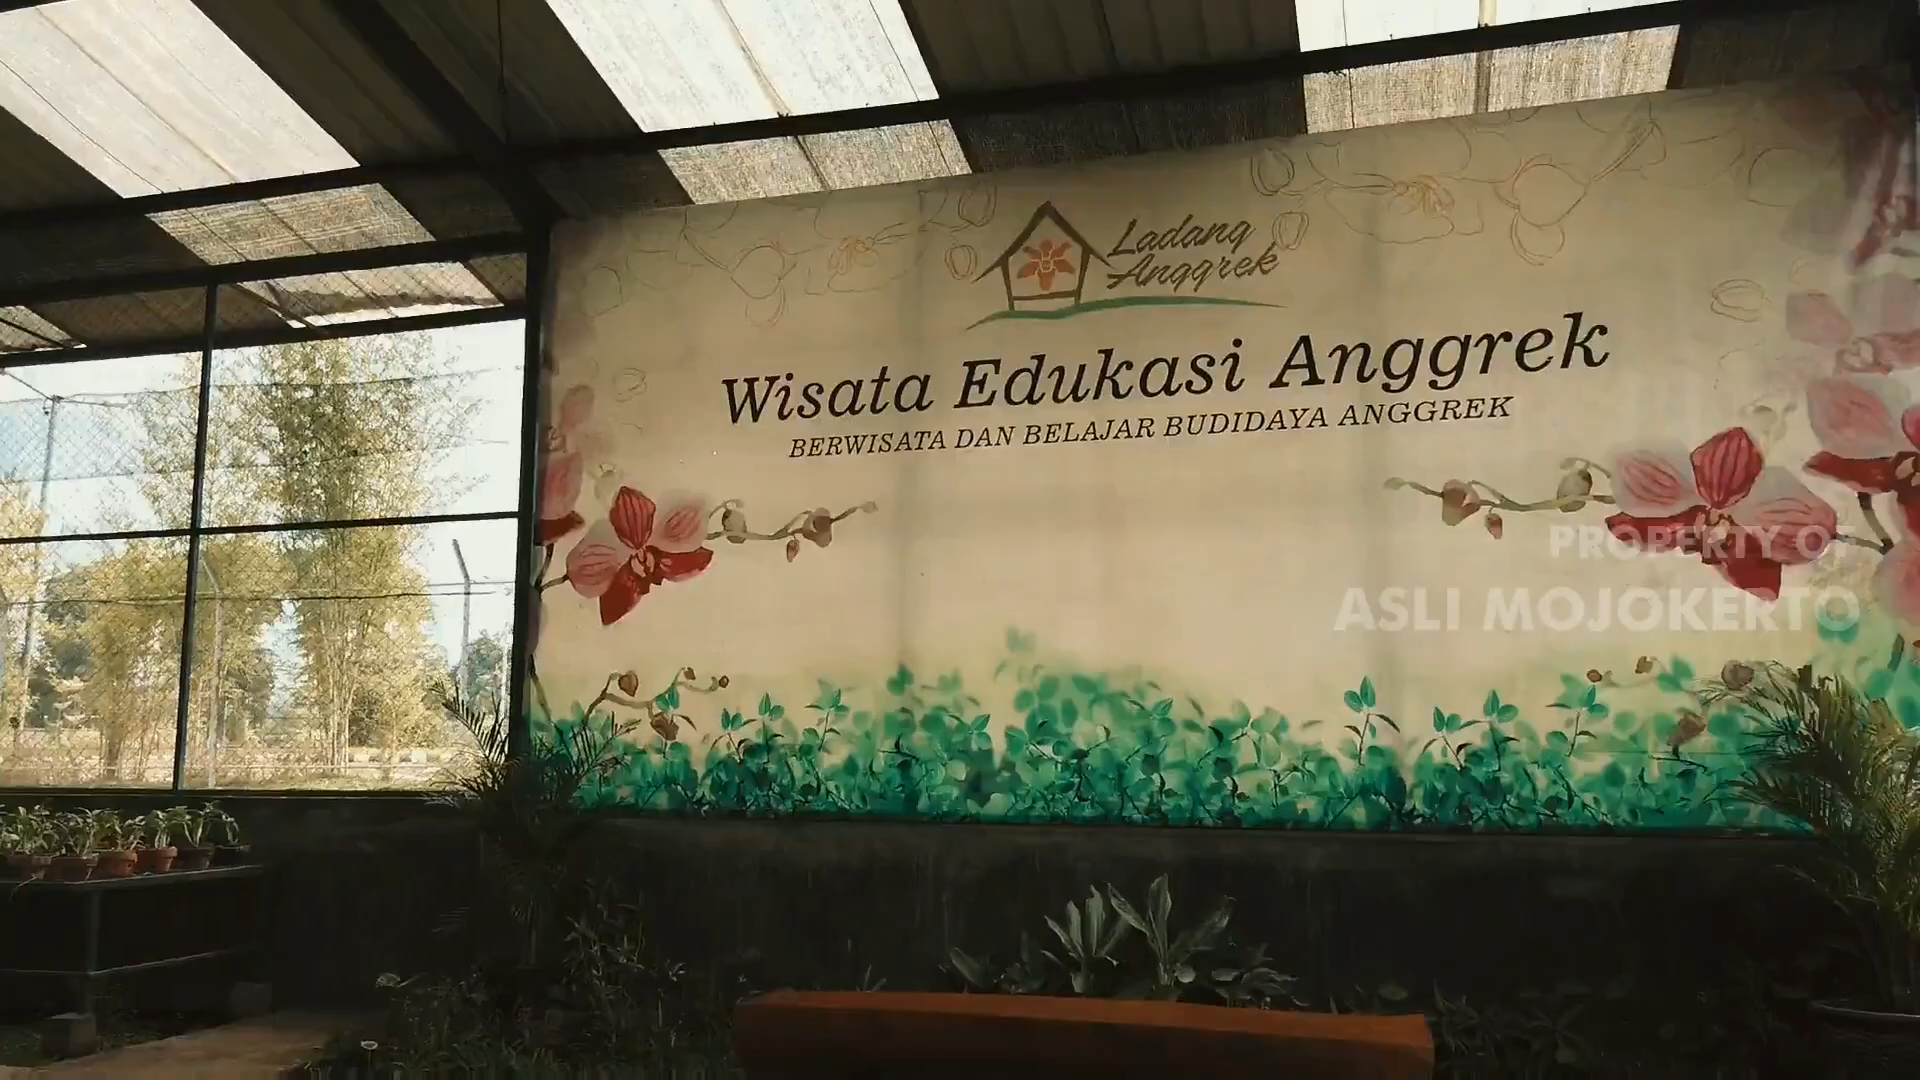 Ladang
Anggrek
Wisata Edukasi Anggrek
BERWISATA DAN BELAJAR BUDIDAYA ANGGREK
PROPERTY OF
ASLI MOJOKERTO